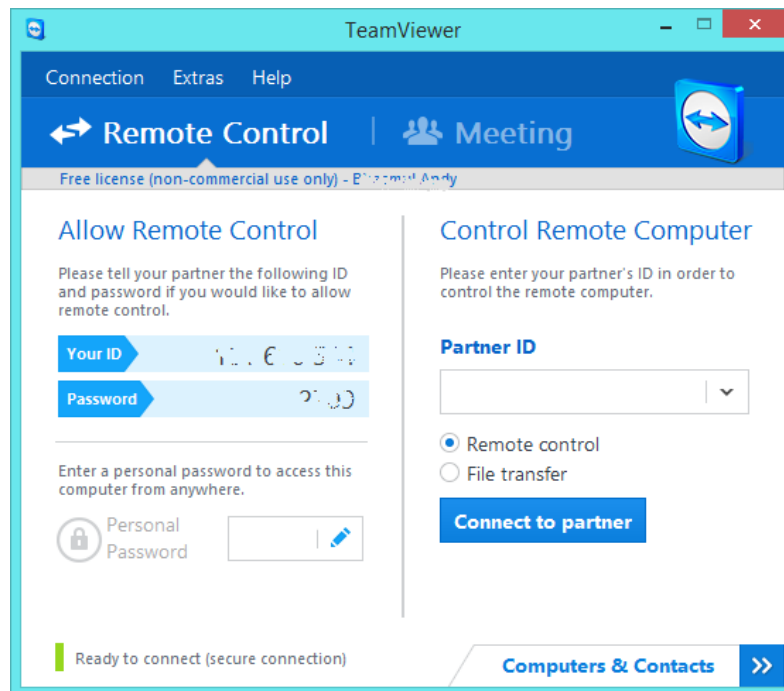 TeamViewer
Connection Extras Help
Remote Control
Meeting
Free license (non-commercial use only) - Andy
Allow Remote Control
Please tell your partner the following ID
and password if you would like to allow
remote control.
Your ID
Password
Enter a personal password to access this
computer from anywhere.
Personal
Password
Control Remote Computer
Please enter your partner's ID in order to
control the remote computer.
Partner ID
Remote control
File transfer
Connect to partner
Ready to connect (secure connection)
Computers & Contacts